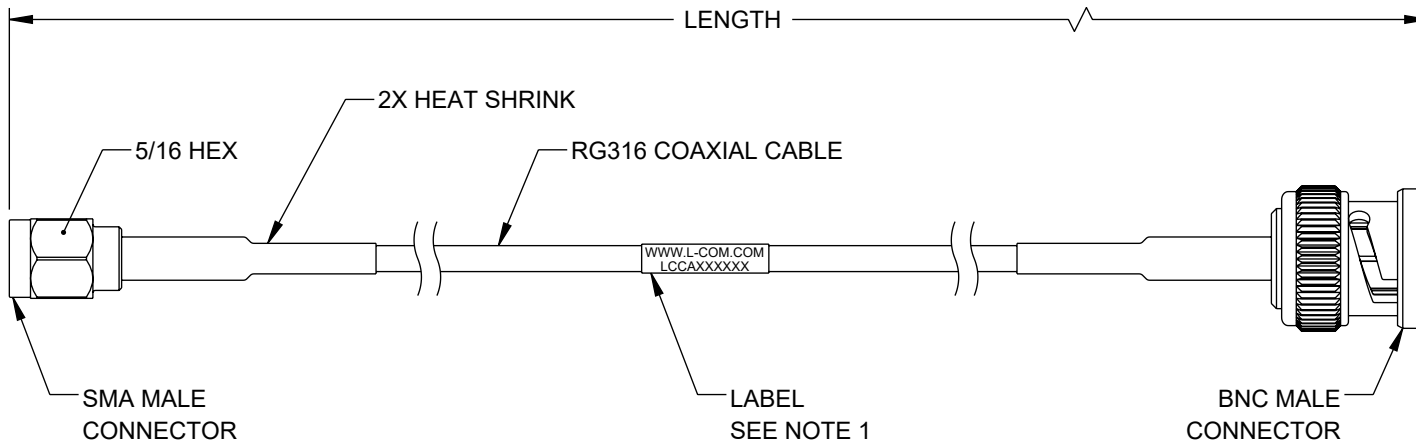 LENGTH
2X HEAT SHRINK
5/16 HEX
RG316 COAXIAL CABLE
WWW.L-COM.COM
LCCAXXXXXX
SMA MALE
CONNECTOR
LABEL
SEE NOTE 1
BNC MALE
CONNECTOR